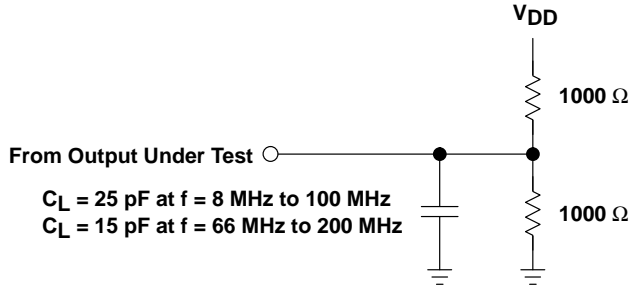 VDD
1000 Ω
From Output Under Test
CL = 25 pF at f = 8 MHz to 100 MHz
CL = 15 pF at f = 66 MHz to 200 MHz
1000 Ω